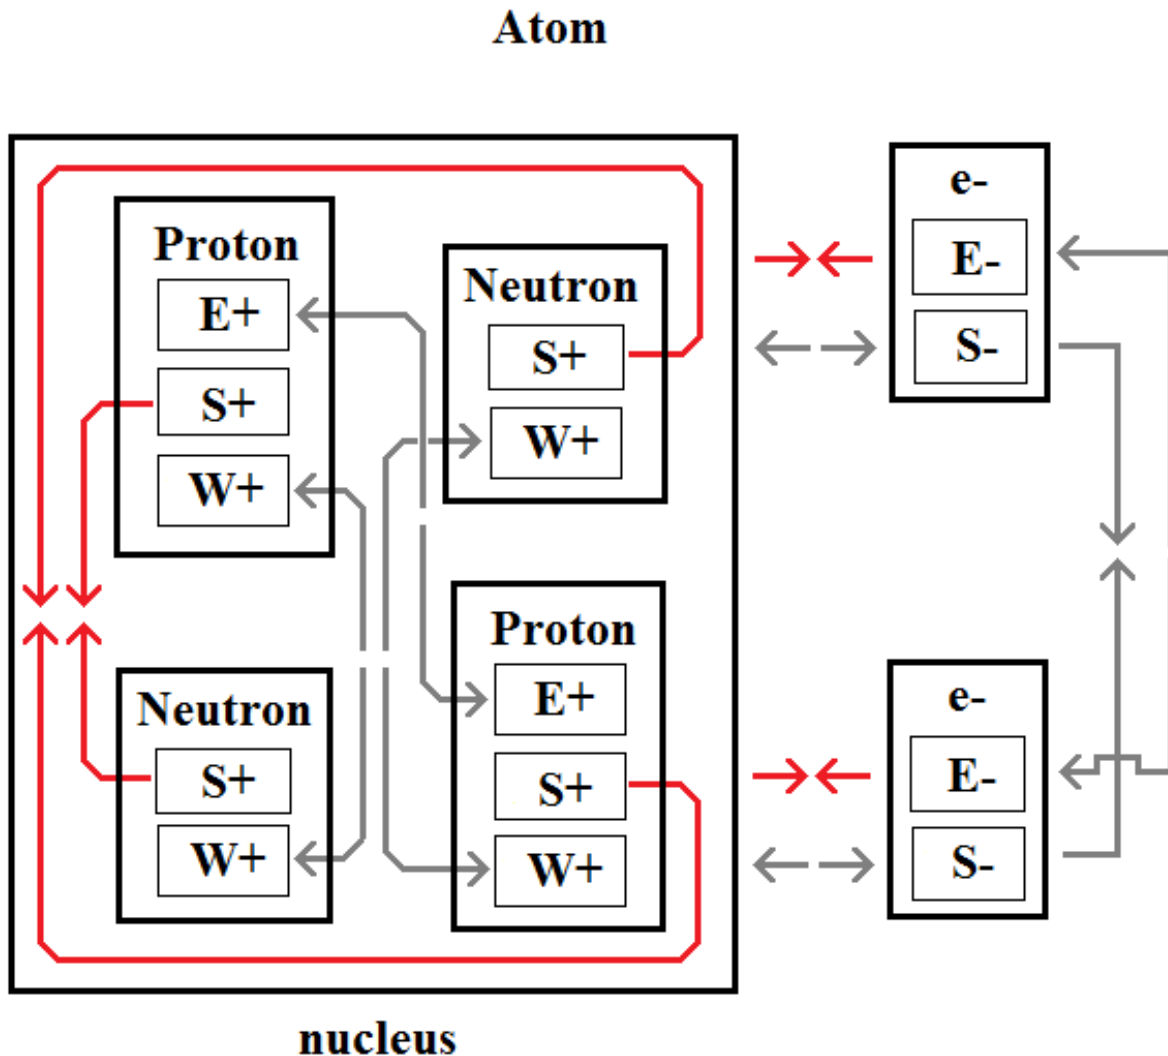 Atom
Proton
E+
S+
W+
Neutron
S+
W+
Neutron
S+
W+
Proton
E+
S+
W+
e-
E-
S-
e-
E-
S-
nucleus